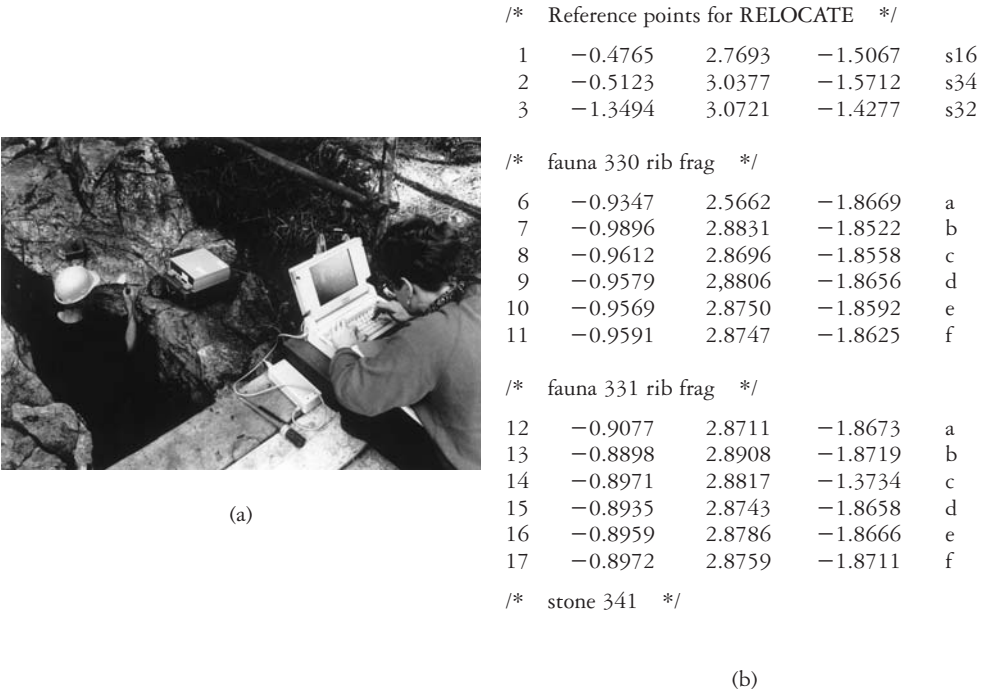 /* Reference points for RELOCATE */
1 −0.4765 2.7693 −1.5067 s16
2 −0.5123 3.0377 −1.5712 s34
3 −1.3494 3.0721 −1.4277 s32
/* fauna 330 rib frag */
6 −0.9347 2.5662 −1.8669 a
7 −0.9896 2.8831 −1.8522 b
8 −0.9612 2.8696 −1.8558 c
9 −0.9579 2,8806 −1.8656 d
10 −0.9569 2.8750 −1.8592 e
11 −0.9591 2.8747 −1.8625 f
/* fauna 331 rib frag */
12 −0.9077 2.8711 −1.8673 a
13 −0.8898 2.8908 −1.8719 b
14 −0.8971 2.8817 −1.3734 c
15 −0.8935 2.8743 −1.8658 d
16 −0.8959 2.8786 −1.8666 e
17 −0.8972 2.8759 −1.8711 f
/* stone 341 */
(a)
(b)